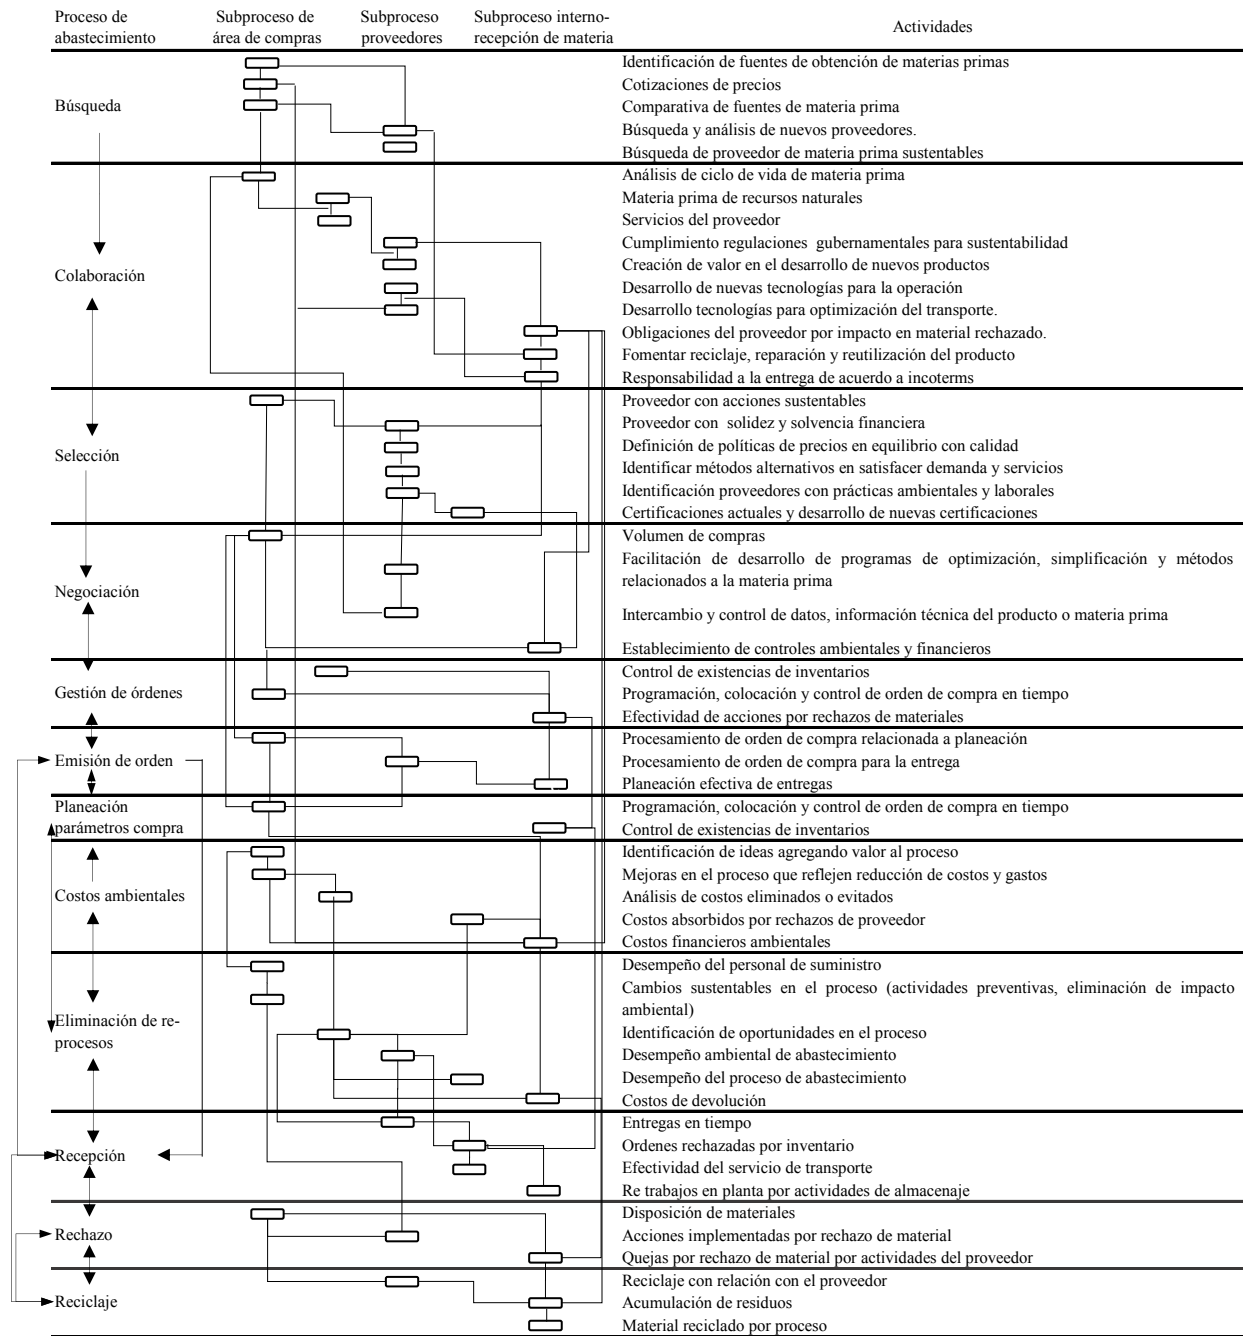 Proceso de abastecimiento
Subproceso de área de compras
Subproceso proveedores
Subproceso interno-recepción de materia
Actividades
Búsqueda
Identificación de fuentes de obtención de materias primas
Cotizaciones de precios
Comparativa de fuentes de materia prima
Búsqueda y análisis de nuevos proveedores.
Búsqueda de proveedor de materia prima sustentables
Colaboración
Análisis de ciclo de vida de materia prima
Materia prima de recursos naturales
Servicios del proveedor
Cumplimiento regulaciones gubernamentales para sustentabilidad
Creación de valor en el desarrollo de nuevos productos
Desarrollo de nuevas tecnologías para la operación
Desarrollo tecnologías para optimización del transporte.
Obligaciones del proveedor por impacto en material rechazado.
Fomentar reciclaje, reparación y reutilización del producto
Responsabilidad a la entrega de acuerdo a incoterms
Selección
Proveedor con acciones sustentables
Proveedor con solidez y solvencia financiera
Definición de políticas de precios en equilibrio con calidad
Identificar métodos alternativos en satisfacer demanda y servicios
Identificación proveedores con prácticas ambientales y laborales
Certificaciones actuales y desarrollo de nuevas certificaciones
Negociación
Volumen de compras
Facilitación de desarrollo de programas de optimización, simplificación y métodos
relacionados a la materia prima
Intercambio y control de datos, información técnica del producto o materia prima
Establecimiento de controles ambientales y financieros
Gestión de órdenes
Control de existencias de inventarios
Programación, colocación y control de orden de compra en tiempo
Efectividad de acciones por rechazos de materiales
Emisión de orden
Procesamiento de orden de compra relacionada a planeación
Procesamiento de orden de compra para la entrega
Planeación efectiva de entregas
Planeación
parámetros compra
Programación, colocación y control de orden de compra en tiempo
Control de existencias de inventarios
Costos ambientales
Identificación de ideas agregando valor al proceso
Mejoras en el proceso que reflejen reducción de costos y gastos
Análisis de costos eliminados o evitados
Costos absorbidos por rechazos de proveedor
Costos financieros ambientales
Eliminación de re-
procesos
Desempeño del personal de suministro
Cambios sustentables en el proceso (actividades preventivas, eliminación de impacto
ambiental)
Identificación de oportunidades en el proceso
Desempeño ambiental de abastecimiento
Desempeño del proceso de abastecimiento
Costos de devolución
Recepción
Entregas en tiempo
Ordenes rechazadas por inventario
Efectividad del servicio de transporte
Re trabajos en planta por actividades de almacenaje
Rechazo
Disposición de materiales
Acciones implementadas por rechazo de material
Quejas por rechazo de material por actividades del proveedor
Reciclaje
Reciclaje con relación con el proveedor
Acumulación de residuos
Material reciclado por proceso